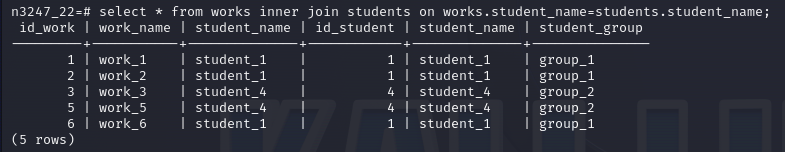 n3247_22=# select * from works inner join students on works.student_name=students.student_name;
id_work | work_name | student_name | id_student | student_name | student_group
---------+-----------+--------------+------------+--------------+---------------
1 | work_1 | student_1 | 1 | student_1 | group_1
2 | work_2 | student_1 | 1 | student_1 | group_1
3 | work_3 | student_4 | 4 | student_4 | group_2
5 | work_5 | student_4 | 4 | student_4 | group_2
6 | work_6 | student_1 | 1 | student_1 | group_1
(5 rows)